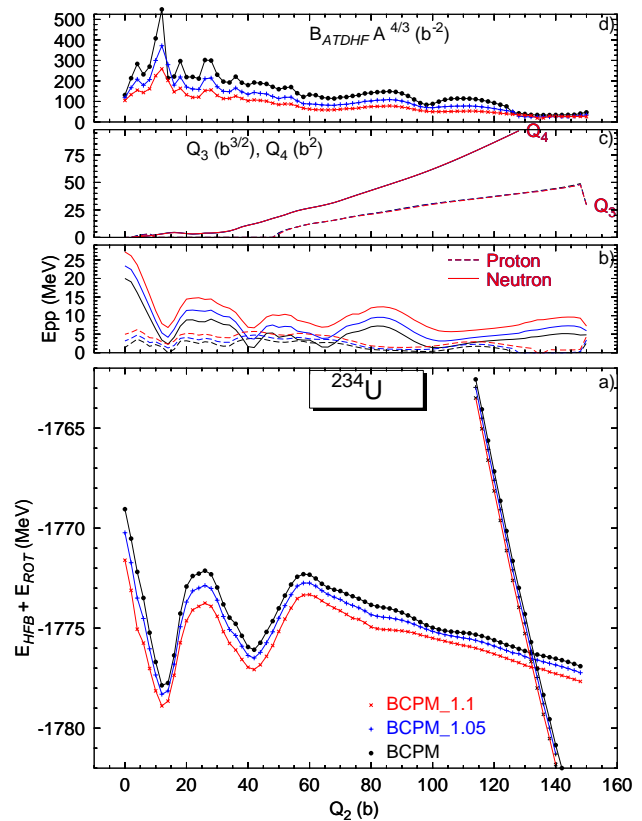 d)
B_ATDHF A^4/3 (b^-2)
500
400
300
200
100
0
c)
Q_3 (b^3/2), Q_4 (b^2)
Q_4
Q_3
75
50
25
0
b)
Proton
Neutron
Epp (MeV)
25
20
15
10
5
0
a)
^234U
E_HFB + E_ROT (MeV)
-1765
-1770
-1775
-1780
BCPM_1.1
BCPM_1.05
BCPM
0 20 40 60 80 100 120 140 160
Q_2 (b)